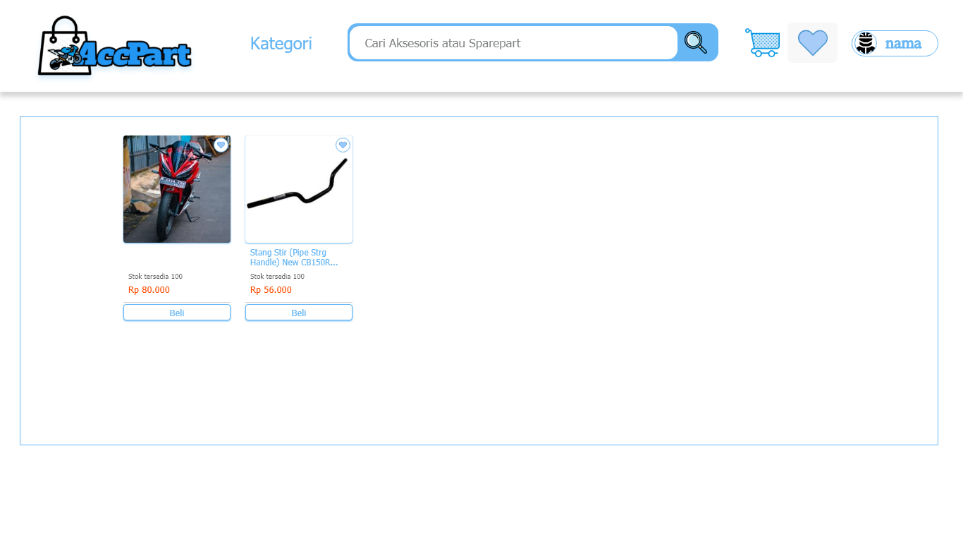 AccPart
Kategori
Cari Aksesoris atau Sparepart
nama
Stang Stir (Pipe Strg
Handle) New CB150R...
Stok tersedia 100
Stok tersedia 100
Rp 80.000
Rp 56.000
Beli
Beli